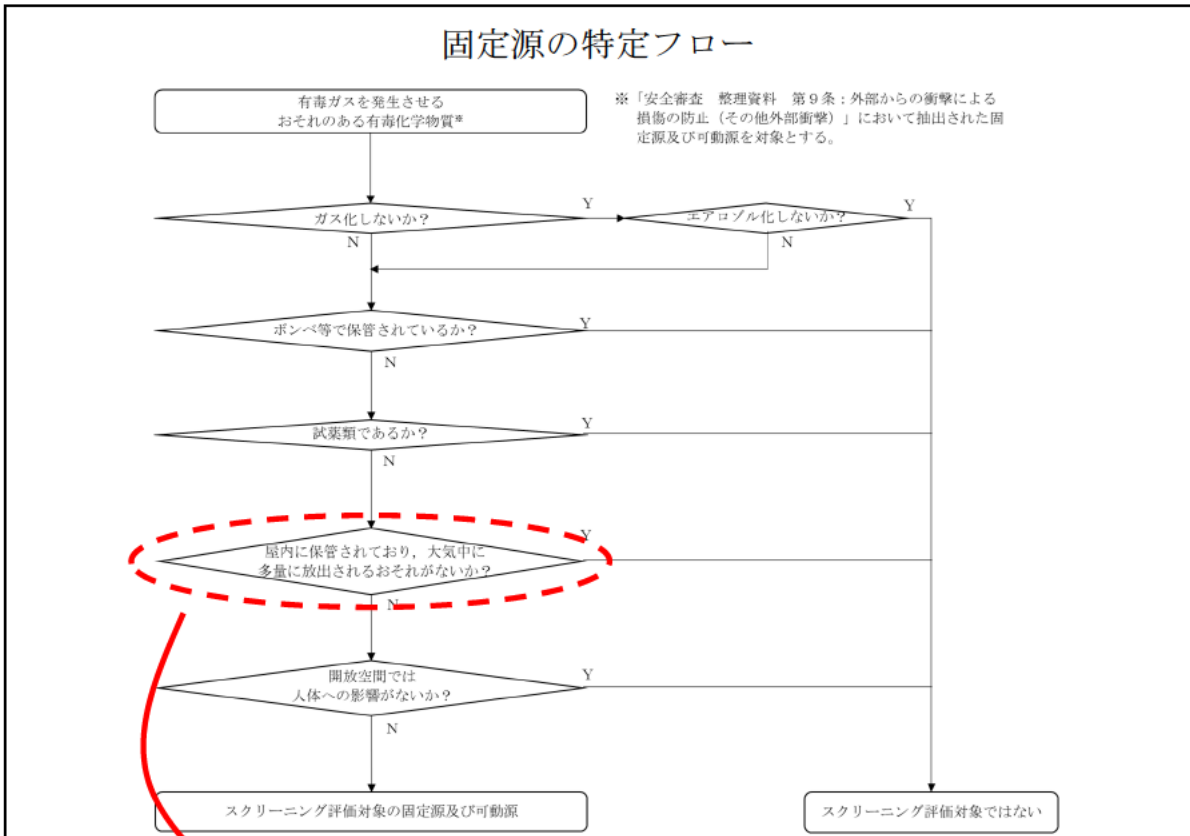 固定源の特定フロー
有毒ガスを発生させる
おそれのある有毒化学物質※
※「安全審査 整理資料 第9条:外部からの衝撃による
損傷の防止(その他外部衝撃)」において抽出された固
定源及び可動源を対象とする。
ガス化しないか?
Y
エアロゾル化しないか?
Y
N
N
ボンベ等で保管されているか?
Y
N
試薬類であるか?
Y
N
屋内に保管されており,大気中に
多量に放出されるおそれがないか?
Y
N
開放空間では
人体への影響がないか?
Y
N
スクリーニング評価対象の固定源及び可動源
スクリーニング評価対象ではない